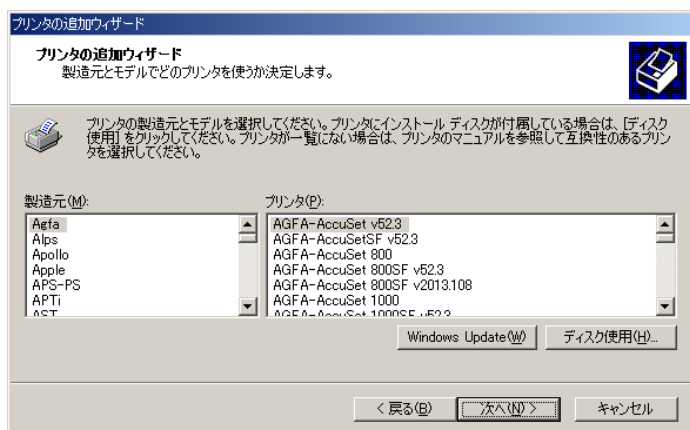 プリンタの追加ウィザード
プリンタの追加ウィザード
製造元とモデルでどのプリンタを使うか決定します。
プリンタの製造元とモデルを選択してください。プリンタにインストール ディスクが付属している場合は、[ディスク
使用] をクリックしてください。プリンタが一覧にない場合は、プリンタのマニュアルを参照して互換性のあるプリン
タを選択してください。
製造元(M):
Agfa
Alps
Apollo
Apple
APS-PS
APTi
AST
プリンタ(P):
AGFA-AccuSet v52.3
AGFA-AccuSetSF v52.3
AGFA-AccuSet 800
AGFA-AccuSet 800SF v52.3
AGFA-AccuSet 800SF v2013.108
AGFA-AccuSet 1000
AGFA-AccuSet 1000SF v52.3
Windows Update(W)
ディスク使用(H)...
< 戻る(B)
次へ(N) >
キャンセル